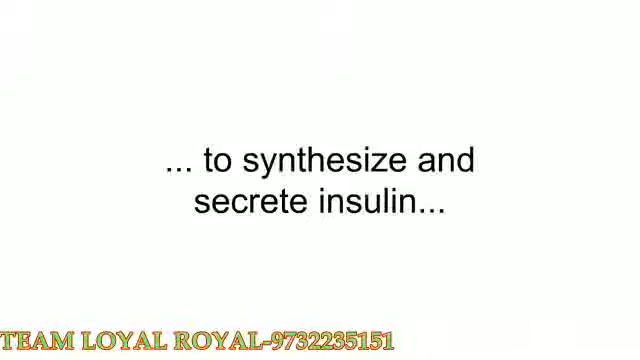 ... to synthesize and
secrete insulin...
TEAM LOYAL ROYAL-9732235151